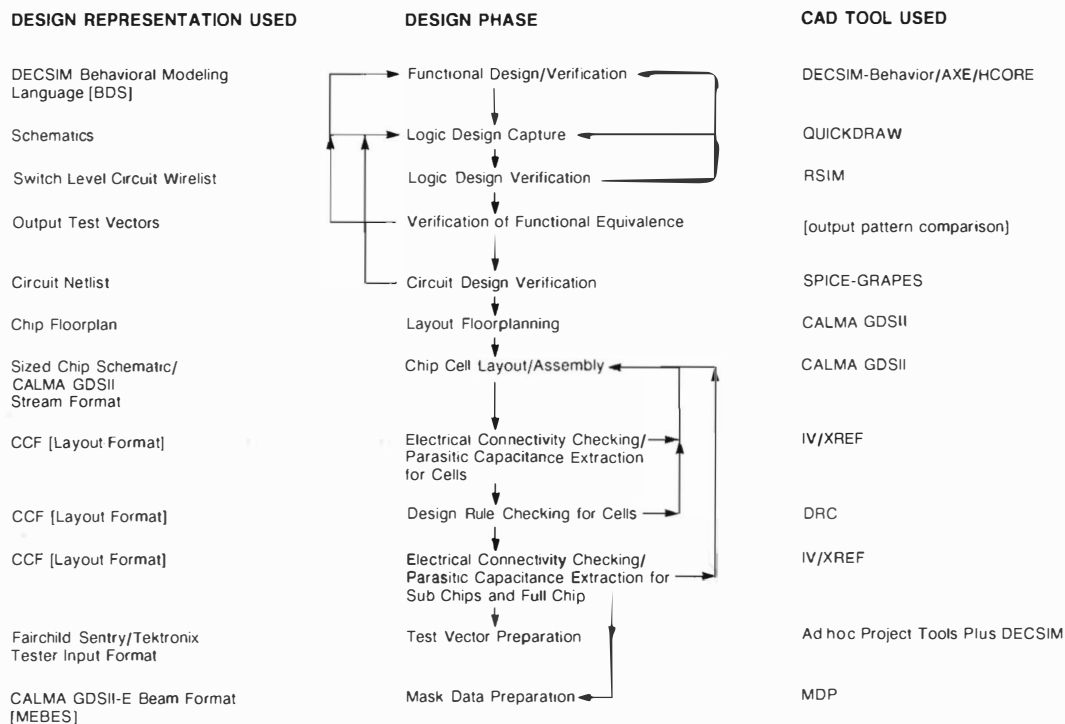 DESIGN REPRESENTATION USED
DESIGN PHASE
CAD TOOL USED
DECSIM Behavioral Modeling
Language [BDS]
Functional Design/Verification
DECSIM-Behavior/AXE/HCORE
Schematics
Logic Design Capture
QUICKDRAW
Switch Level Circuit Wirelist
Logic Design Verification
RSIM
Output Test Vectors
Verification of Functional Equivalence
[output pattern comparison]
Circuit Netlist
Circuit Design Verification
SPICE-GRAPES
Chip Floorplan
Layout Floorplanning
CALMA GDSII
Sized Chip Schematic/
CALMA GDSII
Stream Format
Chip Cell Layout/Assembly
CALMA GDSII
CCF [Layout Format]
Electrical Connectivity Checking/
Parasitic Capacitance Extraction
for Cells
IV/XREF
CCF [Layout Format]
Design Rule Checking for Cells
DRC
CCF [Layout Format]
Electrical Connectivity Checking/
Parasitic Capacitance Extraction for
Sub Chips and Full Chip
IV/XREF
Fairchild Sentry/Tektronix
Tester Input Format
Test Vector Preparation
Ad hoc Project Tools Plus DECSIM
CALMA GDSII-E Beam Format
[MEBES]
Mask Data Preparation
MDP